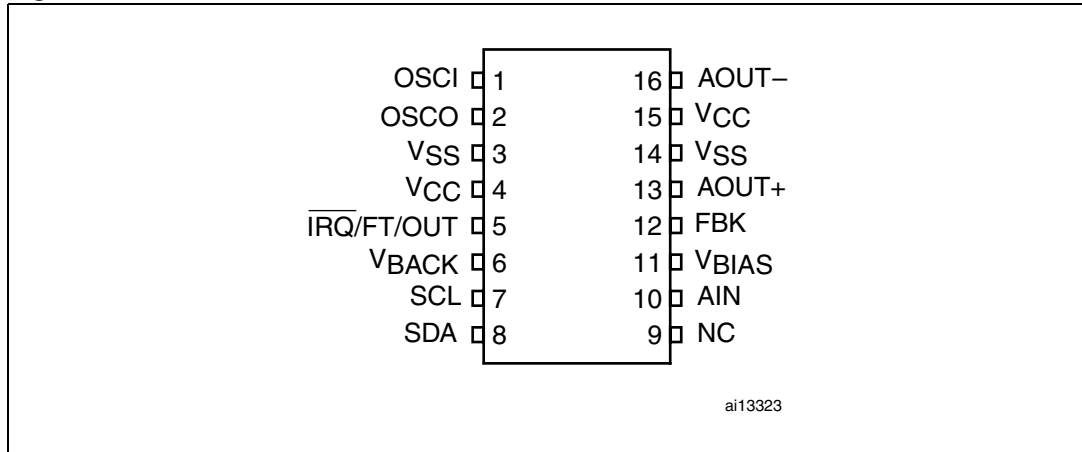 OSCI 1 16 AOUT–
OSCO 2 15 VCC
VSS 3 14 VSS
VCC 4 13 AOUT+
IRQ/FT/OUT 5 12 FBK
VBACK 6 11 VBIAS
SCL 7 10 AIN
SDA 8 9 NC
ai13323